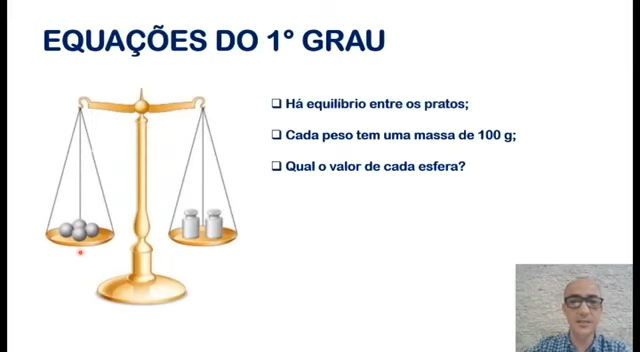 EQUAÇÕES DO 1° GRAU
Há equilíbrio entre os pratos;
Cada peso tem uma massa de 100 g;
Qual o valor de cada esfera?